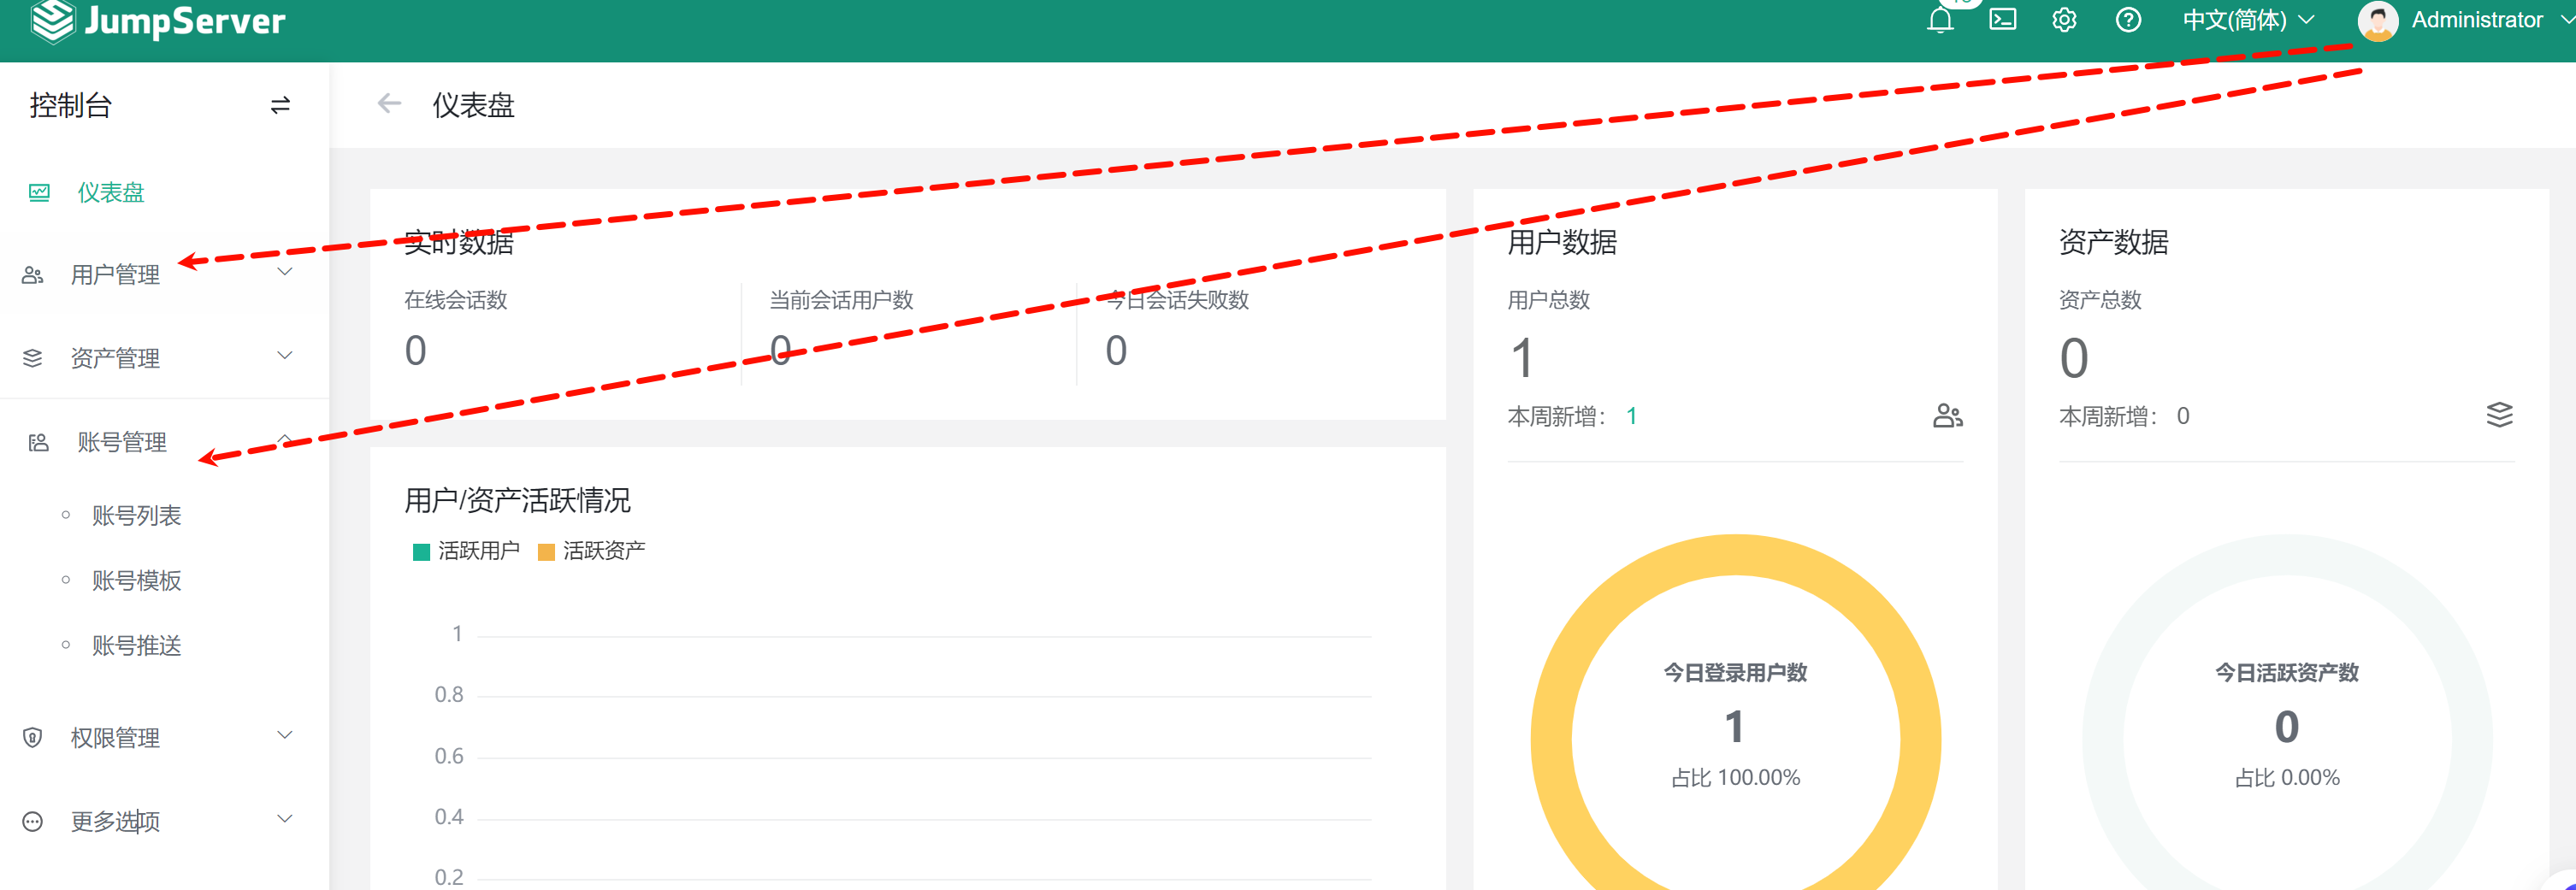 JumpServer
中文(简体)
Administrator
控制台
仪表盘
仪表盘
用户管理
资产管理
账号管理
账号列表
账号模板
账号推送
权限管理
更多选项
实时数据
在线会话数
当前会话用户数
今日会话失败数
0
0
0
用户/资产活跃情况
活跃用户
活跃资产
1
0.8
0.6
0.4
0.2
用户数据
用户总数
1
本周新增： 1
今日登录用户数
1
占比 100.00%
资产数据
资产总数
0
本周新增： 0
今日活跃资产数
0
占比 0.00%